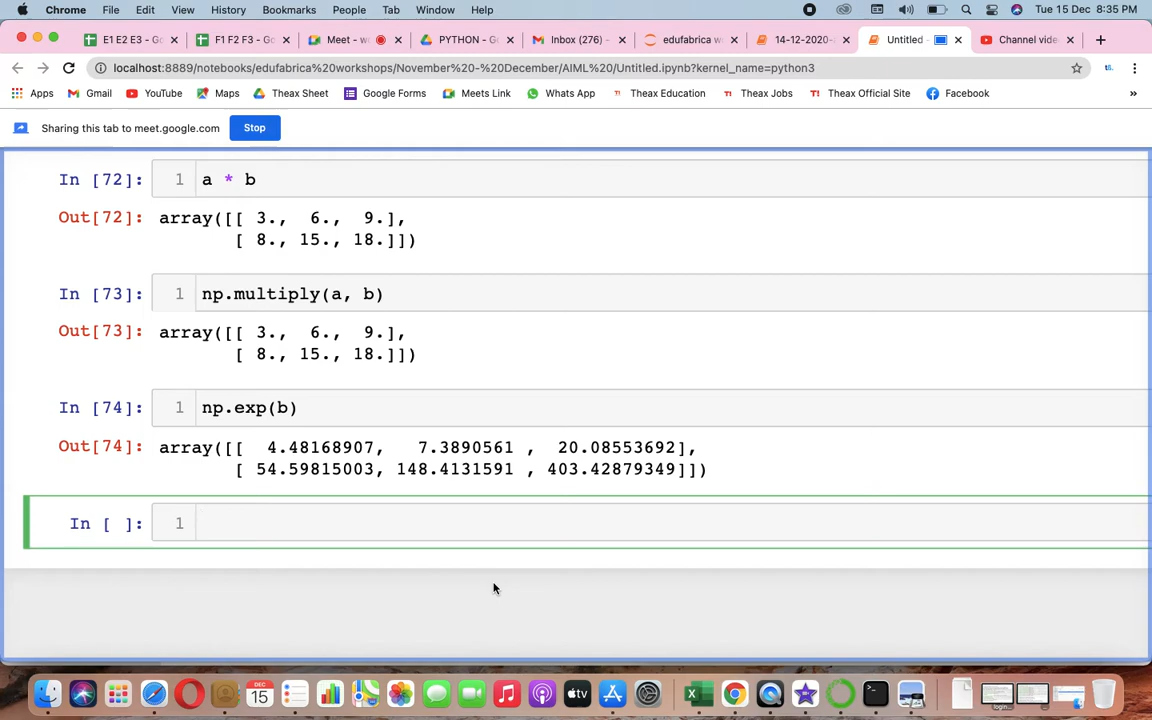 Chrome File Edit View History Bookmarks People Tab Window Help Tue 15 Dec 8:35 PM
E1 E2 E3 - Go F1 F2 F3 - Go Meet - w PYTHON - G Inbox (276) - edufabrica w 14-12-2020- Untitled Channel vide
localhost:8889/notebooks/edufabrica%20workshops/November%20-%20December/AIML%20/Untitled.ipynb?kernel_name=python3
Apps Gmail YouTube Maps Theax Sheet Google Forms Meets Link Whats App Theax Education Theax Jobs Theax Official Site Facebook »
Sharing this tab to meet.google.com Stop
In [72]: 1 a * b
Out[72]: array([[ 3., 6., 9.],
[ 8., 15., 18.]])
In [73]: 1 np.multiply(a, b)
Out[73]: array([[ 3., 6., 9.],
[ 8., 15., 18.]])
In [74]: 1 np.exp(b)
Out[74]: array([[ 4.48168907, 7.3890561 , 20.08553692],
[ 54.59815003, 148.4131591 , 403.42879349]])
In [ ]: 1
DEC
15
tv